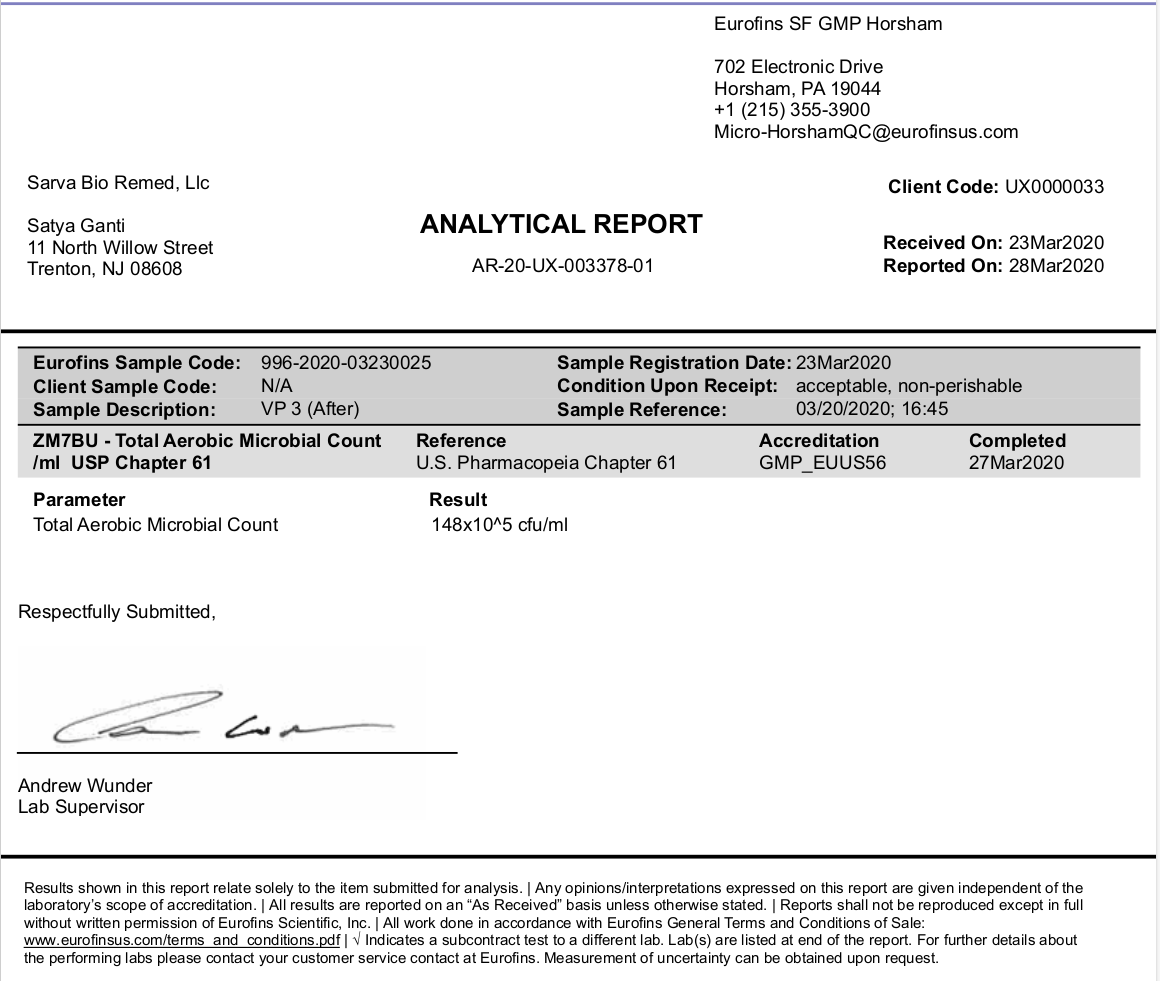 Eurofins SF GMP Horsham
702 Electronic Drive
Horsham, PA 19044
+1 (215) 355-3900
Micro-HorshamQC@eurofinsus.com
Sarva Bio Remed, Llc
Satya Ganti
11 North Willow Street
Trenton, NJ 08608
ANALYTICAL REPORT
AR-20-UX-003378-01
Client Code: UX0000033
Received On: 23Mar2020
Reported On: 28Mar2020
Eurofins Sample Code: 996-2020-03230025 Sample Registration Date: 23Mar2020
Client Sample Code: N/A Condition Upon Receipt: acceptable, non-perishable
Sample Description: VP 3 (After) Sample Reference: 03/20/2020; 16:45
ZM7BU - Total Aerobic Microbial Count Reference Accreditation Completed
/ml USP Chapter 61 U.S. Pharmacopeia Chapter 61 GMP_EUUS56 27Mar2020
Parameter Result
Total Aerobic Microbial Count 148x10^5 cfu/ml
Respectfully Submitted,
Andrew Wunder
Lab Supervisor
Results shown in this report relate solely to the item submitted for analysis. | Any opinions/interpretations expressed on this report are given independent of the
laboratory's scope of accreditation. | All results are reported on an “As Received” basis unless otherwise stated. | Reports shall not be reproduced except in full
without written permission of Eurofins Scientific, Inc. | All work done in accordance with Eurofins General Terms and Conditions of Sale:
www.eurofinsus.com/terms_and_conditions.pdf | √ Indicates a subcontract test to a different lab. Lab(s) are listed at end of the report. For further details about
the performing labs please contact your customer service contact at Eurofins. Measurement of uncertainty can be obtained upon request.